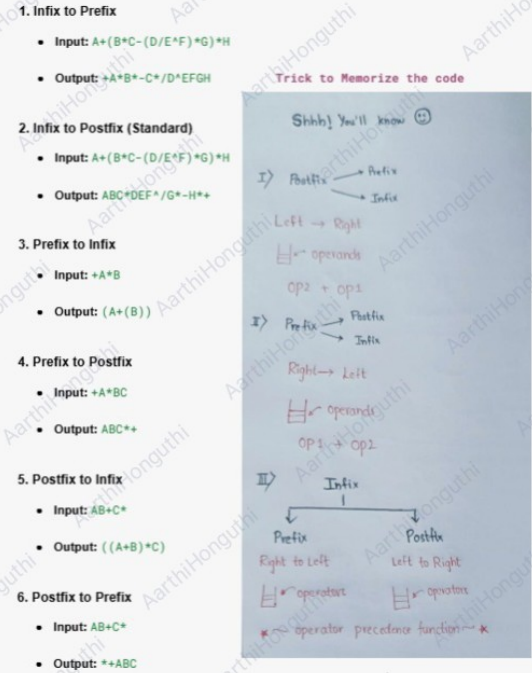 1. Infix to Prefix
• Input: A+(B*C-(D/E^F)*G)*H
• Output: +A*B*-C*/D^EFGH
2. Infix to Postfix (Standard)
• Input: A+(B*C-(D/E^F)*G)*H
• Output: ABC*DEF^/G*-H*+
3. Prefix to Infix
• Input: +A*B
• Output: (A+(B))
4. Prefix to Postfix
• Input: +A*BC
• Output: ABC*+
5. Postfix to Infix
• Input: AB+C*
• Output: ((A+B)*C)
6. Postfix to Prefix
• Input: AB+C*
• Output: *+ABC
Trick to Memorize the code
Shhh! You'll know
I) Postfix → Prefix
→ Infix
Left → Right
operands
OP2 + OP1
II) Prefix → Postfix
→ Infix
Right → Left
operands
OP1 → OP2
III) Infix
Prefix Postfix
Right to Left Left to Right
operators operators
* ~ operator precedence function ~ *
AarthiHonguthi